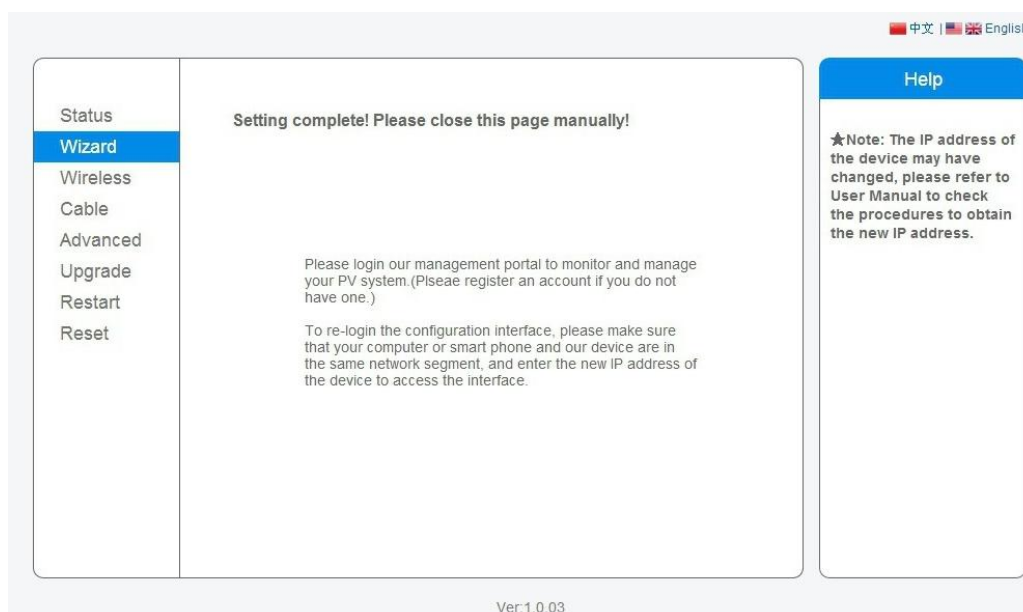 中文 | English
Help
Status
Wizard
Wireless
Cable
Advanced
Upgrade
Restart
Reset
Setting complete! Please close this page manually!
Please login our management portal to monitor and manage
your PV system.(Plseae register an account if you do not
have one.)
To re-login the configuration interface, please make sure
that your computer or smart phone and our device are in
the same network segment, and enter the new IP address of
the device to access the interface.
★Note: The IP address of
the device may have
changed, please refer to
User Manual to check
the procedures to obtain
the new IP address.
Ver:1.0.03